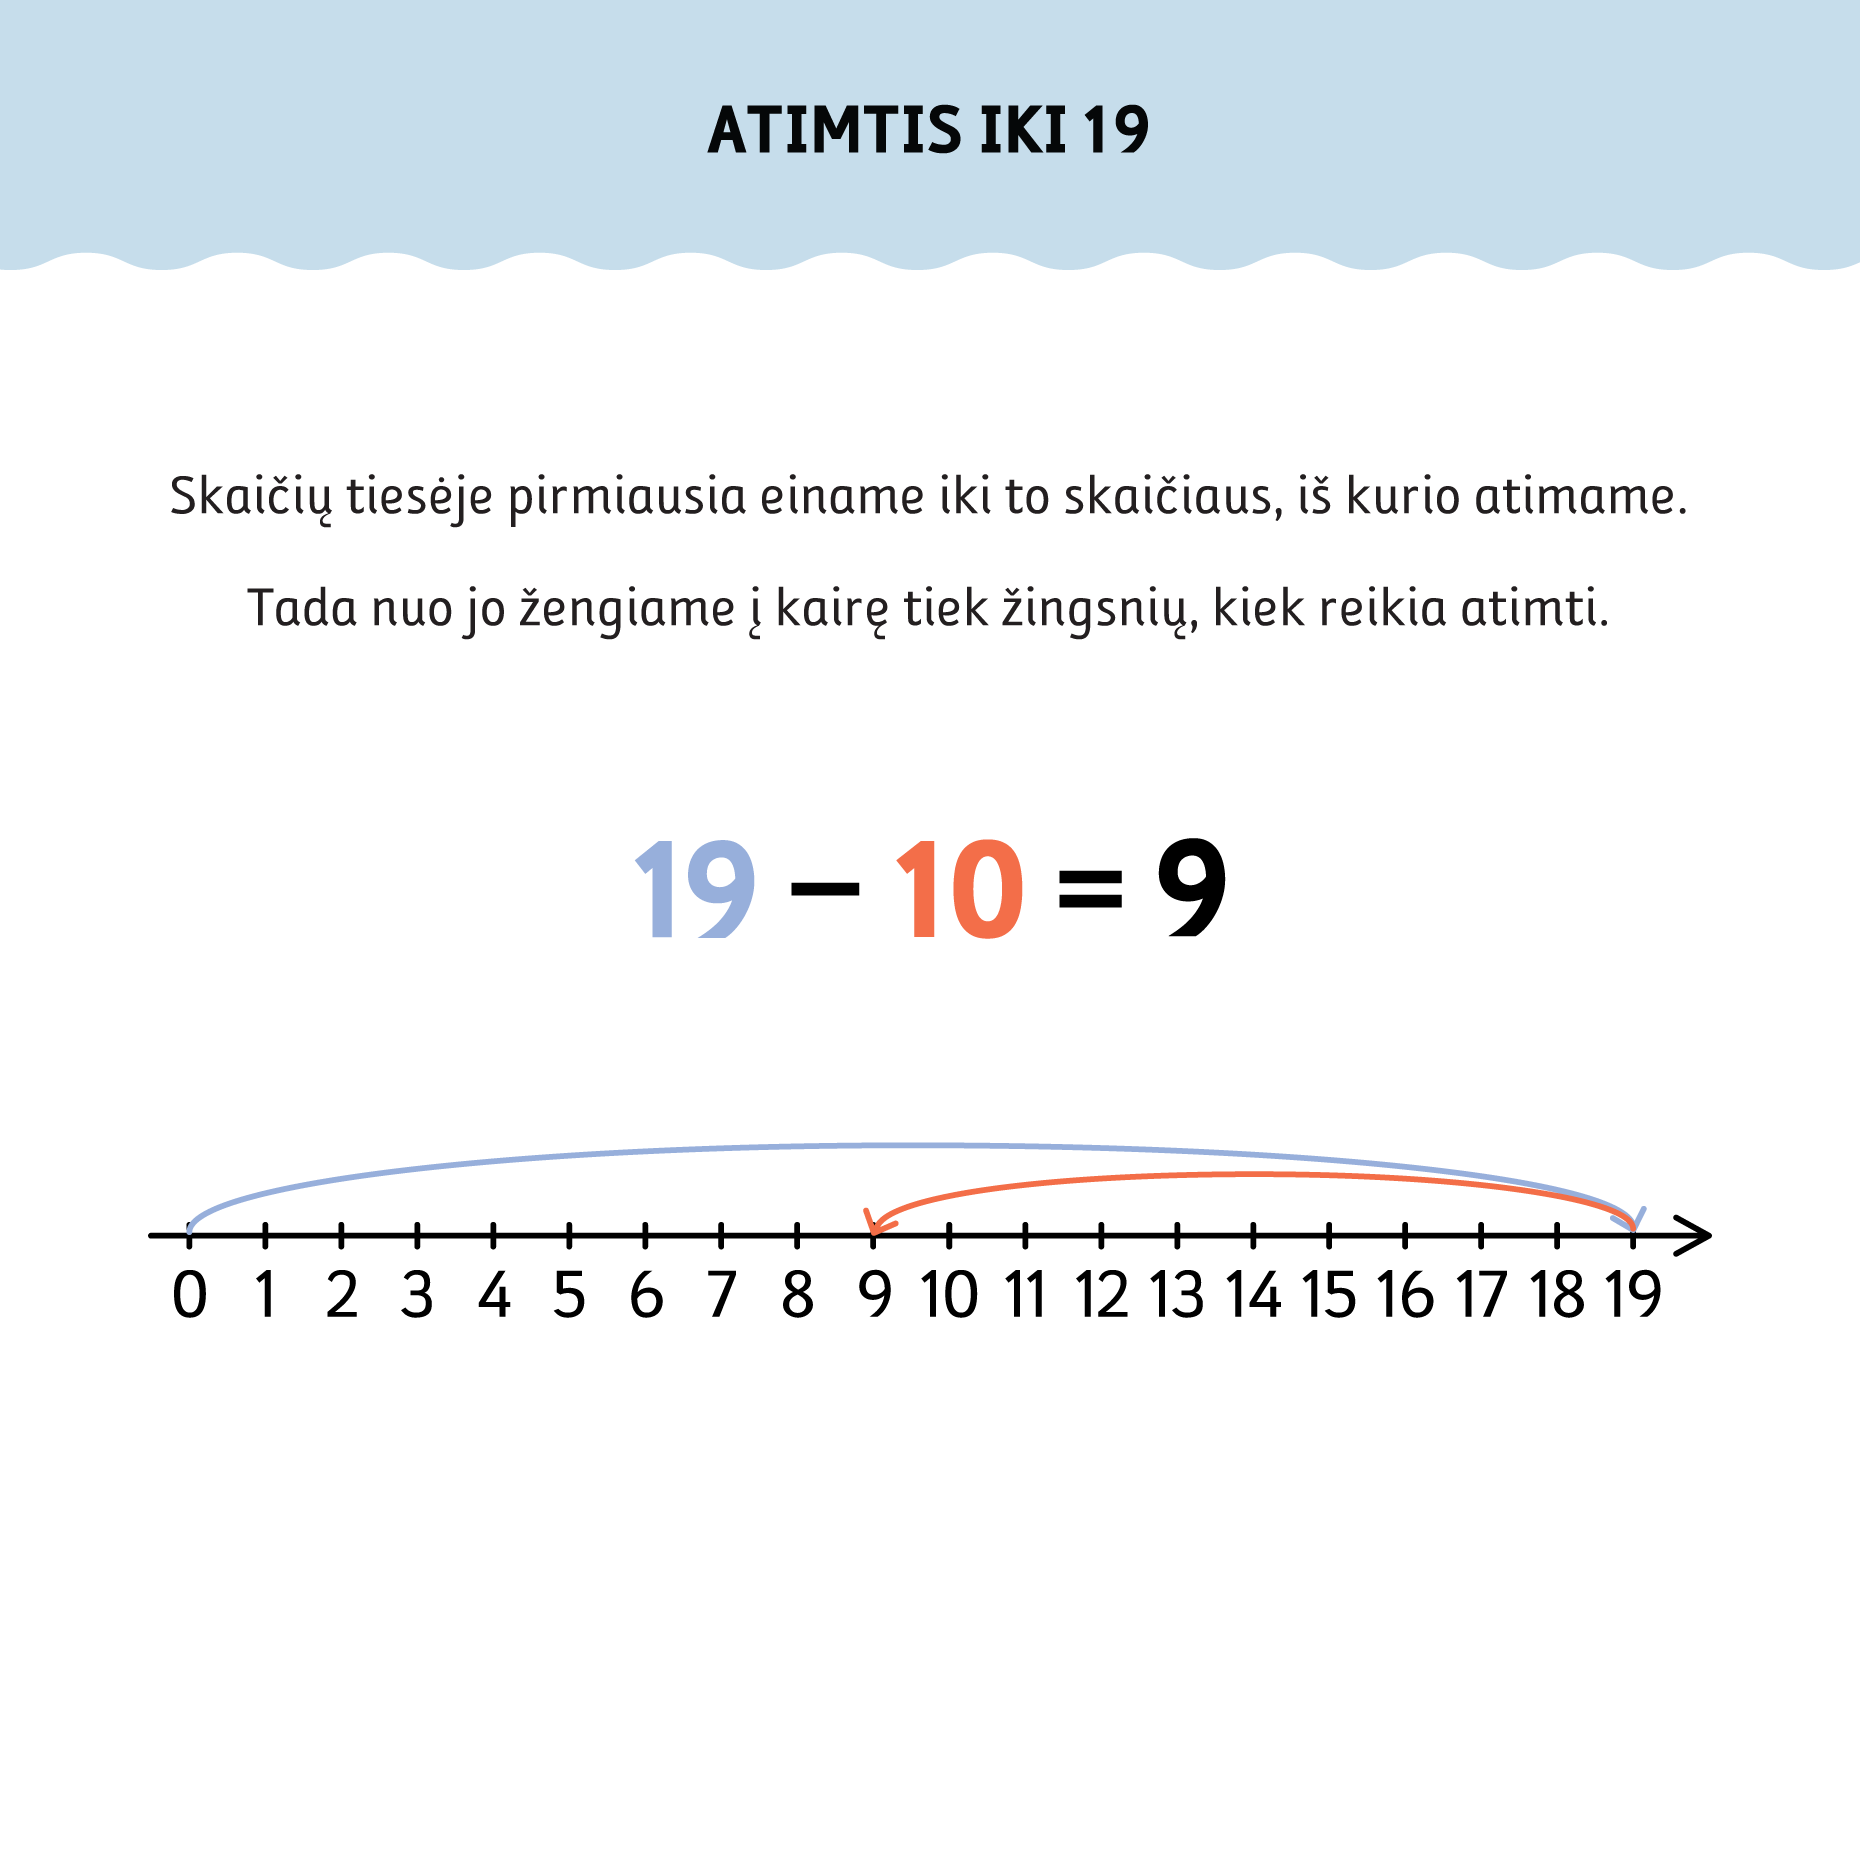 ATIMTIS IKI 19
Skaičių tiesėje pirmiausia einame iki to skaičiaus, iš kurio atimame.
Tada nuo jo žengiame į kairę tiek žingsnių, kiek reikia atimti.
19 – 10 = 9
0 1 2 3 4 5 6 7 8 9 10 11 12 13 14 15 16 17 18 19